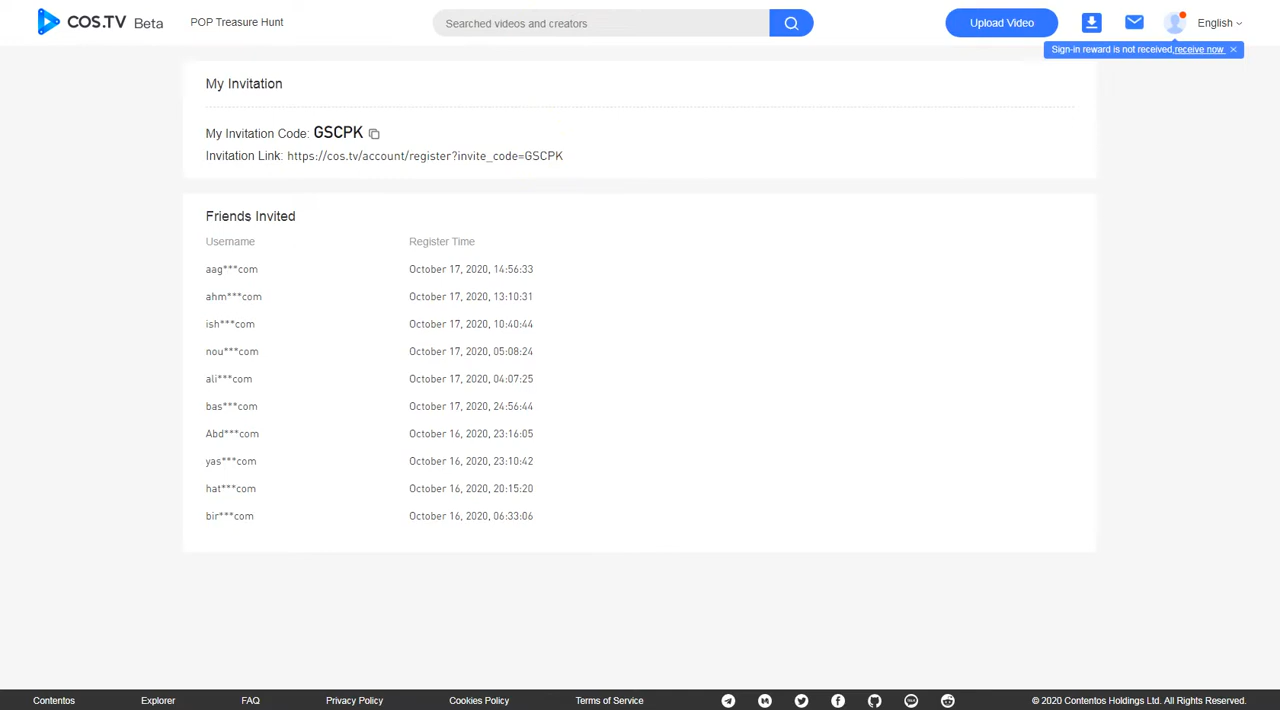 COS.TV Beta POP Treasure Hunt Searched videos and creators Upload Video English
Sign-in reward is not received,receive now
My Invitation
My Invitation Code: GSCPK
Invitation Link: https://cos.tv/account/register?invite_code=GSCPK
Friends Invited
Username Register Time
aag***com October 17, 2020, 14:56:33
ahm***com October 17, 2020, 13:10:31
ish***com October 17, 2020, 10:40:44
nou***com October 17, 2020, 05:08:24
ali***com October 17, 2020, 04:07:25
bas***com October 17, 2020, 24:56:44
Abd***com October 16, 2020, 23:16:05
yas***com October 16, 2020, 23:10:42
hat***com October 16, 2020, 20:15:20
bir***com October 16, 2020, 06:33:06
Contentos Explorer FAQ Privacy Policy Cookies Policy Terms of Service © 2020 Contentos Holdings Ltd. All Rights Reserved.